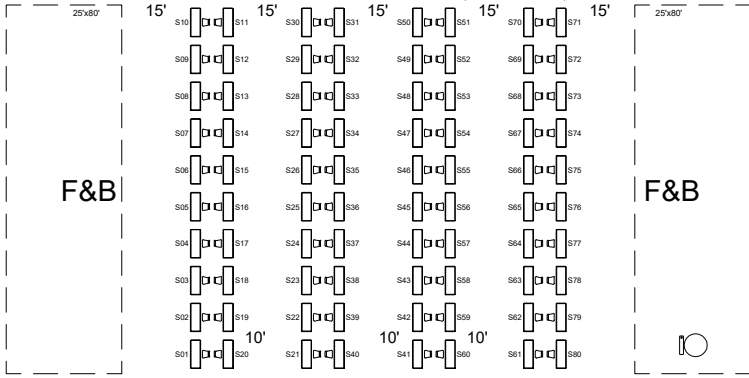 15' 15' 15' 15' 15'
25'x80' S10 S11 S30 S31 S50 S51 S70 S71 25'x80'
S09 S12 S29 S32 S49 S52 S69 S72
S08 S13 S28 S33 S48 S53 S68 S73
S07 S14 S27 S34 S47 S54 S67 S74
S06 S15 S26 S35 S46 S55 S66 S75
F&B F&B
S05 S16 S25 S36 S45 S56 S65 S76
S04 S17 S24 S37 S44 S57 S64 S77
S03 S18 S23 S38 S43 S58 S63 S78
S02 S19 S22 S39 S42 S59 S62 S79
10' 10' 10'
S01 S20 S21 S40 S41 S60 S61 S80